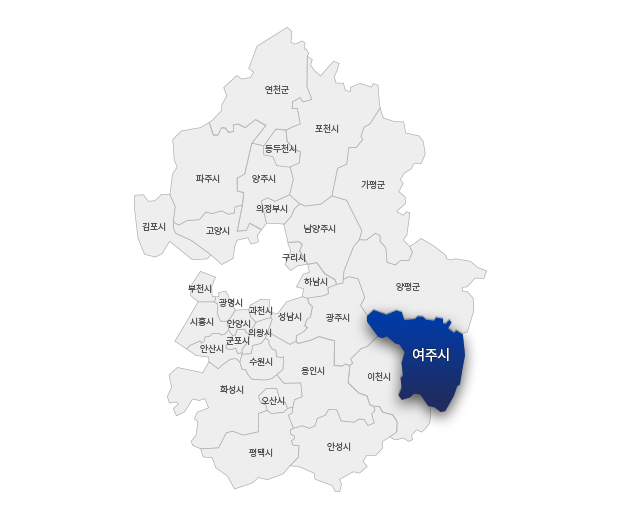 연천군
포천시
동두천시
파주시
양주시
가평군
의정부시
김포시
고양시
남양주시
구리시
하남시
양평군
부천시
광명시
과천시
시흥시
안양시
성남시
광주시
의왕시
군포시
안산시
여주시
수원시
용인시
이천시
화성시
오산시
평택시
안성시